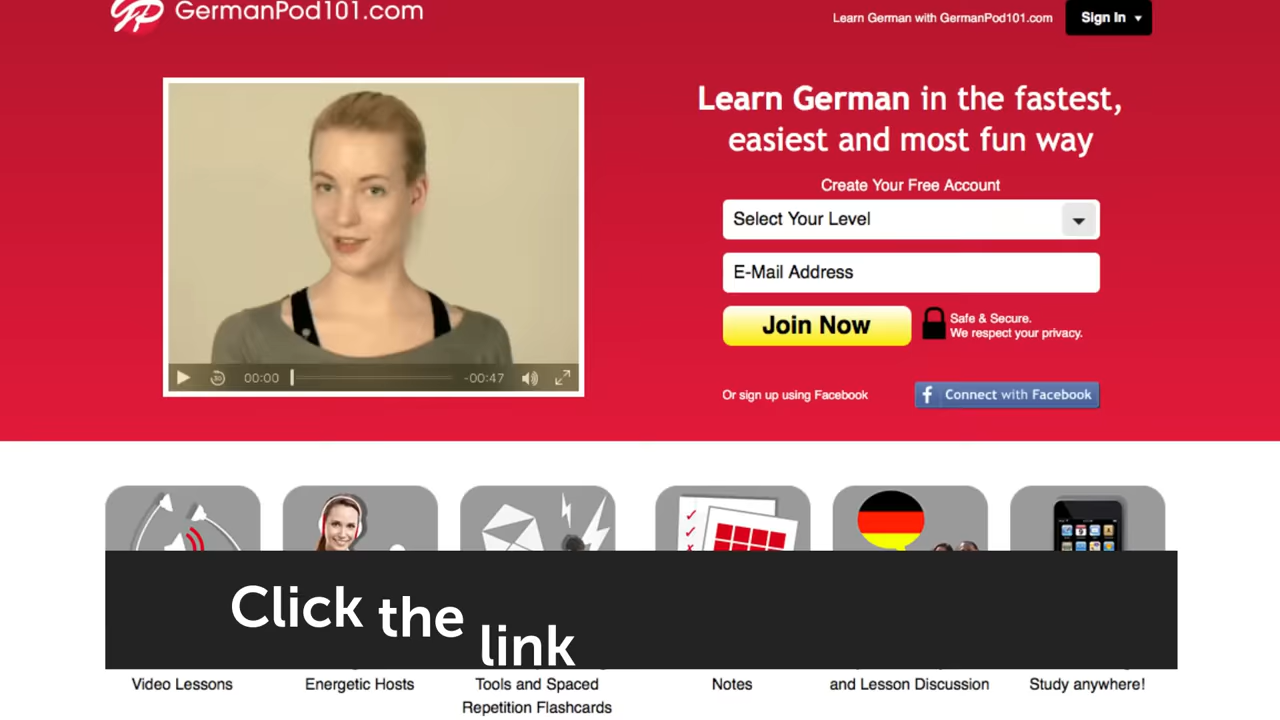 GermanPod101.com
Learn German with GermanPod101.com
Sign In
Learn German in the fastest,
easiest and most fun way
Create Your Free Account
Select Your Level
E-Mail Address
Join Now
Safe & Secure.
We respect your privacy.
00:00
-00:47
Or sign up using Facebook
Connect with Facebook
Click the link
Video Lessons
Energetic Hosts
Tools and Spaced
Repetition Flashcards
Notes
and Lesson Discussion
Study anywhere!